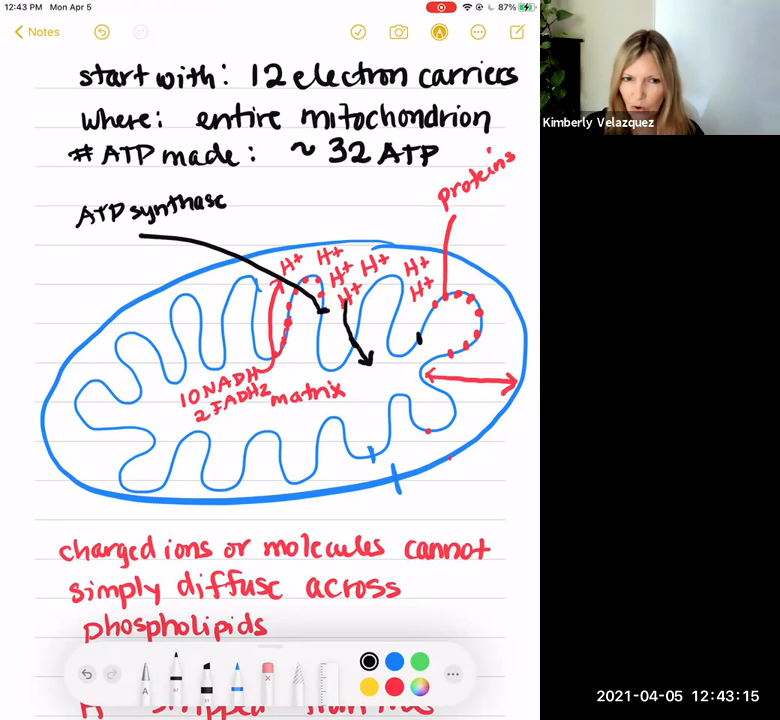 12:43 PM Mon Apr 5
87%
Notes
start with: 12 electron carriers
where: entire mitochondrion
# ATP made: ~ 32 ATP
proteins
ATP synthase
H+ H+
H+ H+ H+
H+ H+
10 NADH
2 FADH2
matrix
charged ions or molecules cannot
simply diffuse across
phospholipids
Kimberly Velazquez
2021-04-05 12:43:15